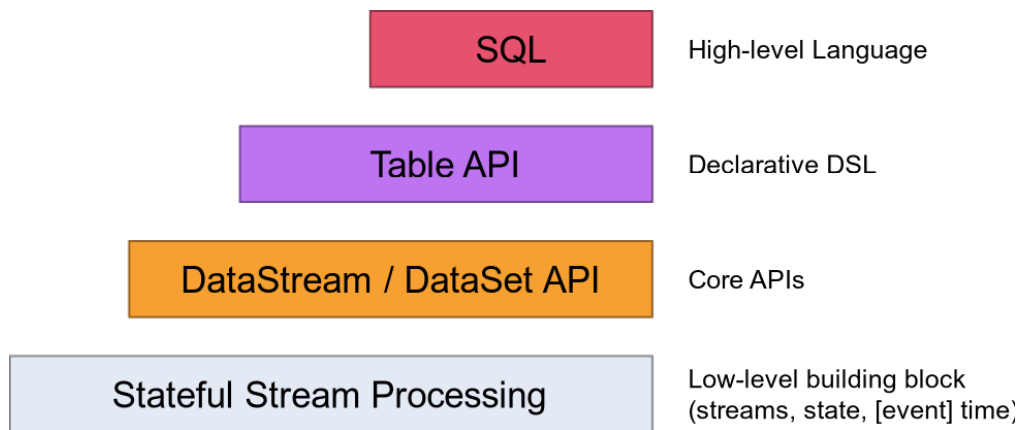 SQL
High-level Language
Table API
Declarative DSL
DataStream / DataSet API
Core APIs
Stateful Stream Processing
Low-level building block
(streams, state, [event] time)